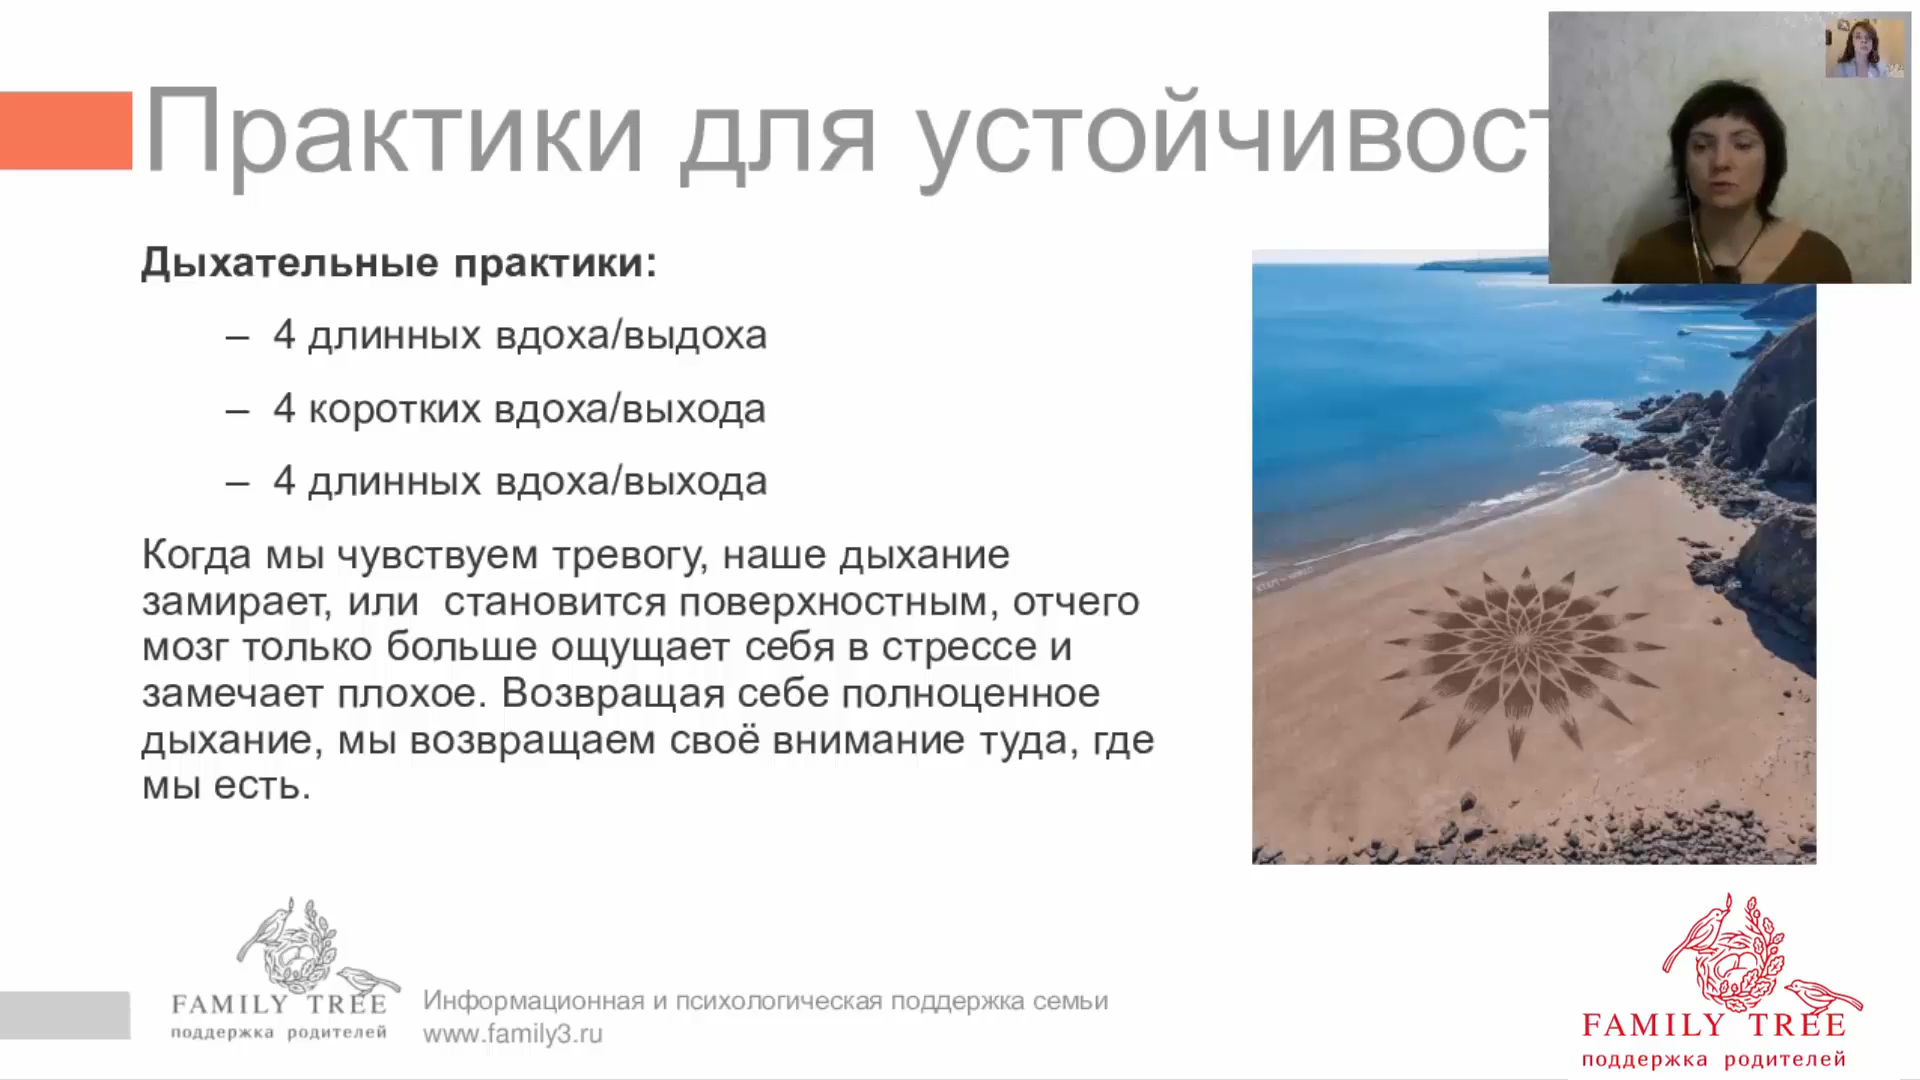 Практики для устойчивост
Дыхательные практики:
– 4 длинных вдоха/выдоха
– 4 коротких вдоха/выхода
– 4 длинных вдоха/выхода
Когда мы чувствуем тревогу, наше дыхание
замирает, или становится поверхностным, отчего
мозг только больше ощущает себя в стрессе и
замечает плохое. Возвращая себе полноценное
дыхание, мы возвращаем своё внимание туда, где
мы есть.
FAMILY TREE
поддержка родителей
Информационная и психологическая поддержка семьи
www.family3.ru
FAMILY TREE
поддержка родителей